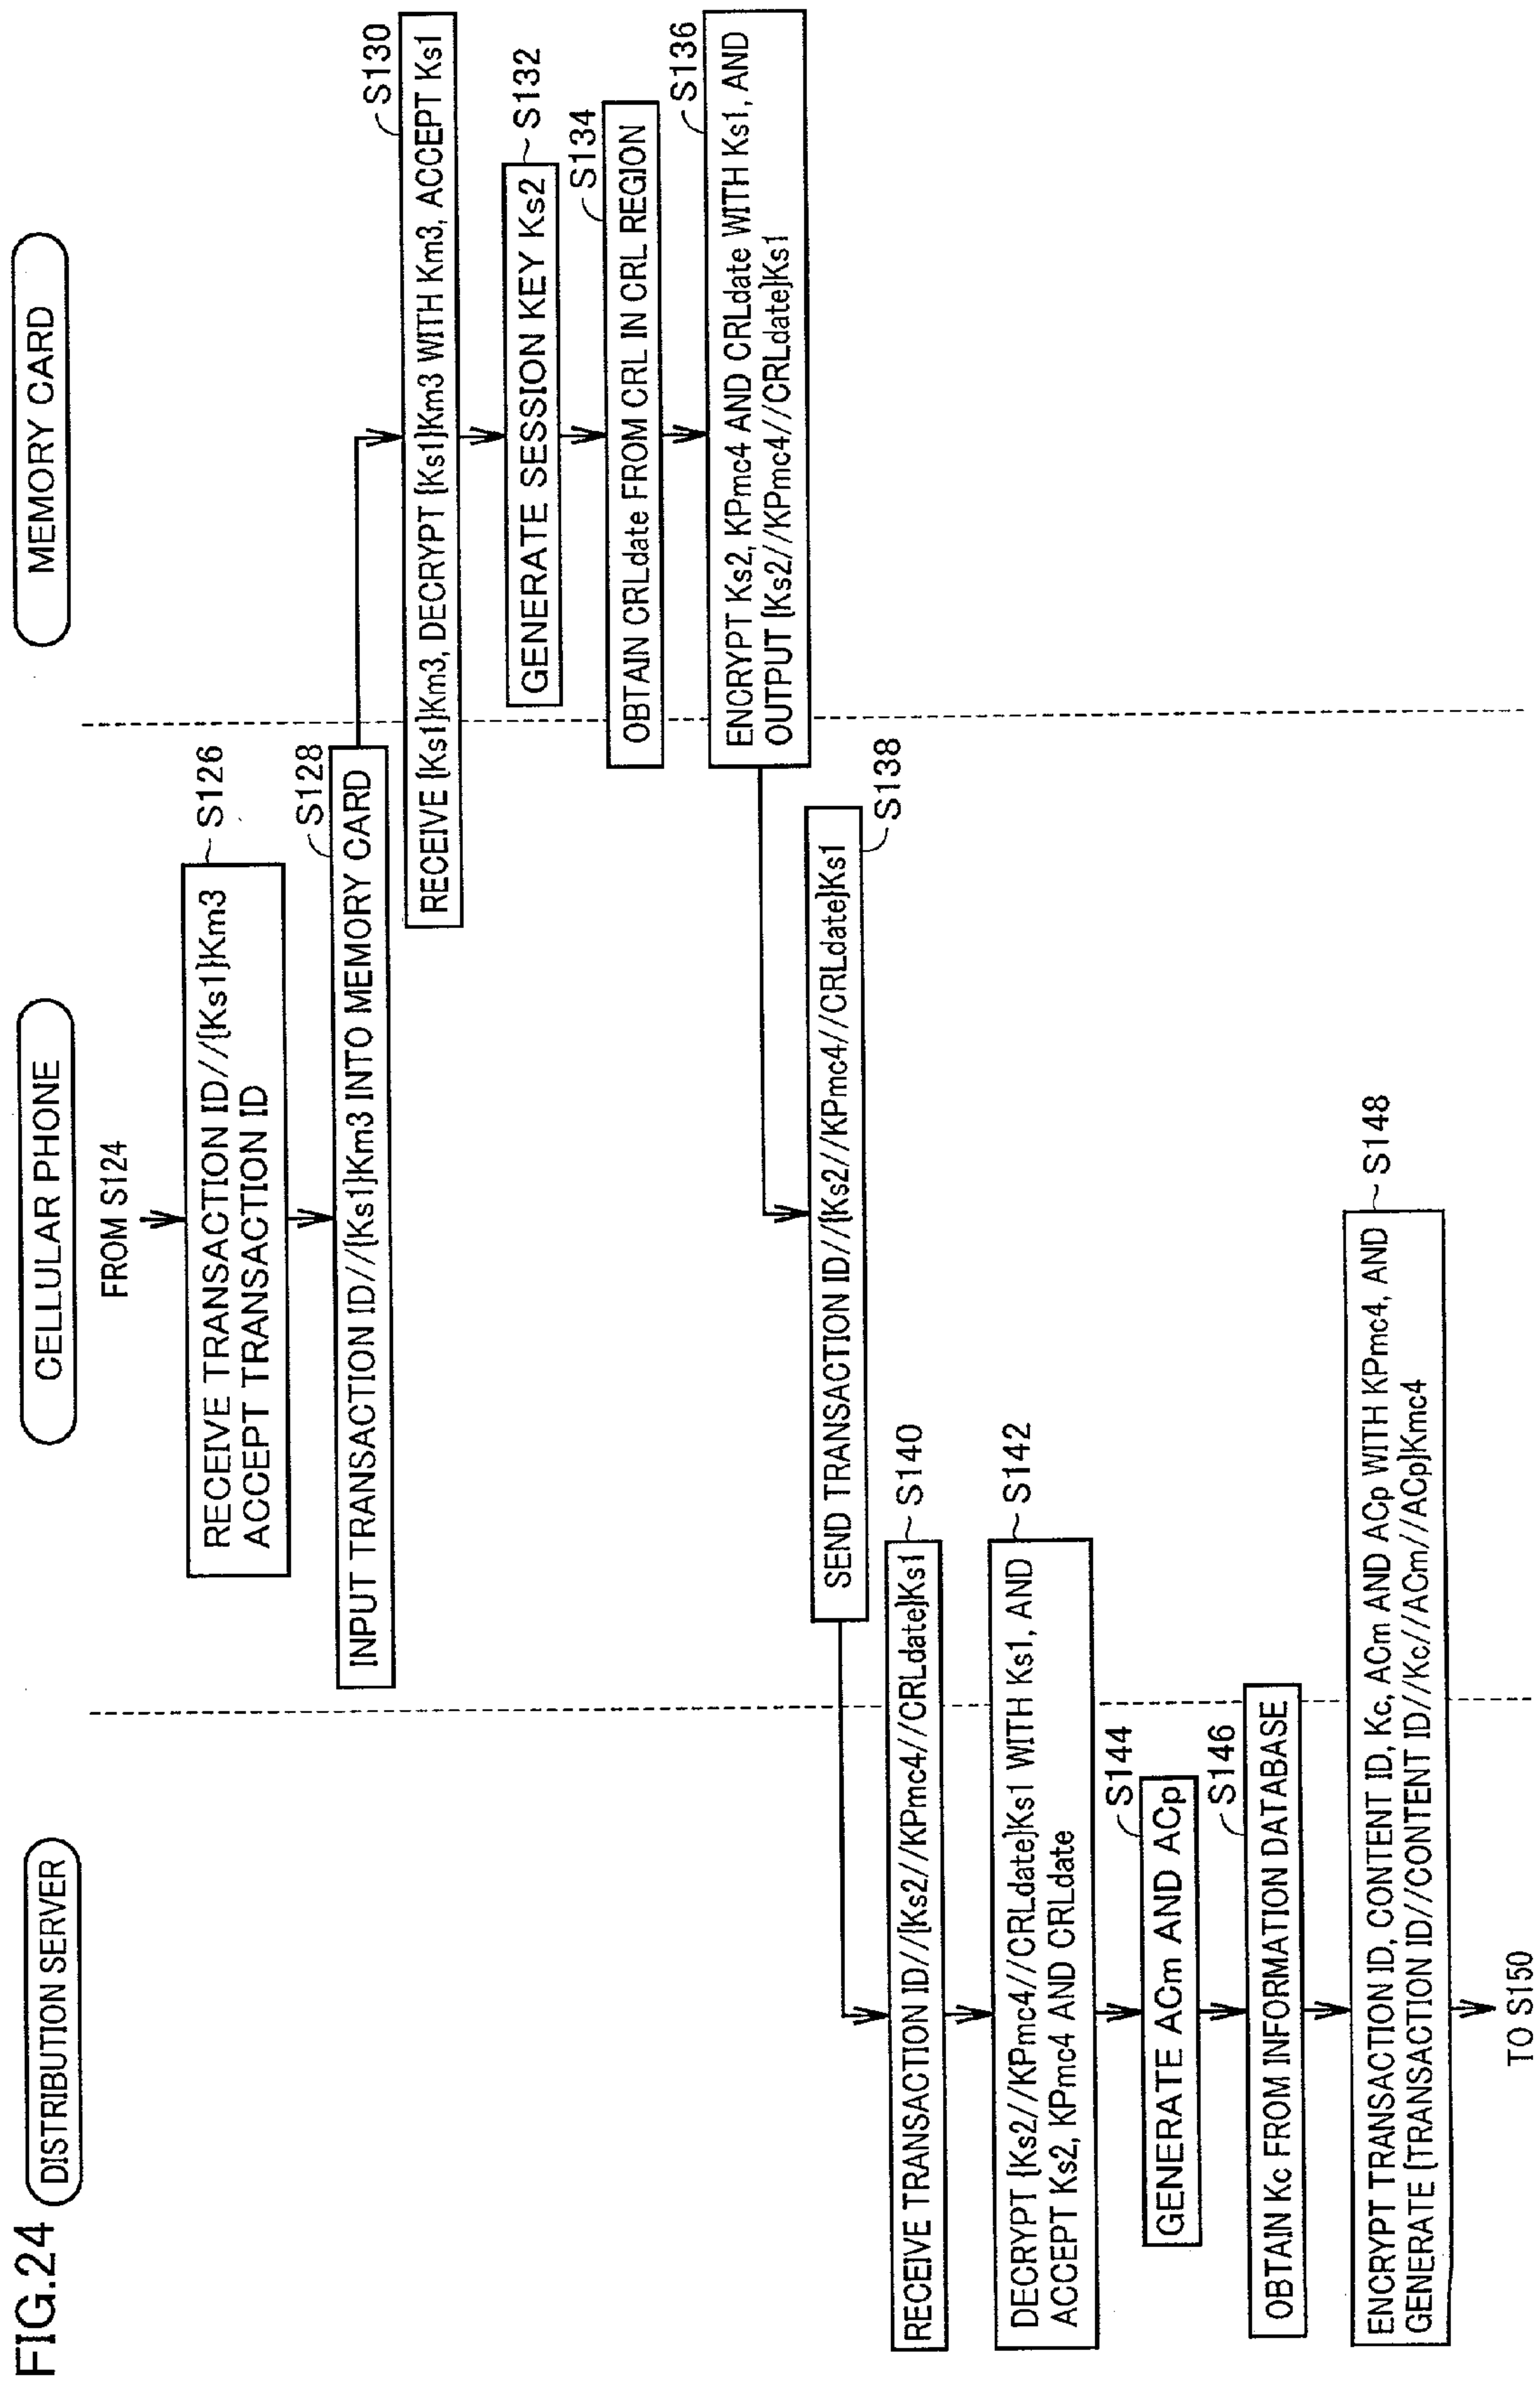 FIG.24
DISTRIBUTION SERVER
CELLULAR PHONE
MEMORY CARD
FROM S124
RECEIVE TRANSACTION ID//{Ks1}Km3
ACCEPT TRANSACTION ID
S126
INPUT TRANSACTION ID//{Ks1}Km3 INTO MEMORY CARD
S128
RECEIVE {Ks1}Km3, DECRYPT {Ks1}Km3 WITH Km3, ACCEPT Ks1
S130
GENERATE SESSION KEY Ks2
S132
OBTAIN CRLdate FROM CRL IN CRL REGION
S134
ENCRYPT Ks2, KPmc4 AND CRLdate WITH Ks1, AND
OUTPUT {Ks2//KPmc4//CRLdate}Ks1
S136
SEND TRANSACTION ID//{Ks2//KPmc4//CRLdate}Ks1
S138
RECEIVE TRANSACTION ID//{Ks2//KPmc4//CRLdate}Ks1
S140
DECRYPT {Ks2//KPmc4//CRLdate}Ks1 WITH Ks1, AND
ACCEPT Ks2, KPmc4 AND CRLdate
S142
GENERATE ACm AND ACp
S144
OBTAIN Kc FROM INFORMATION DATABASE
S146
ENCRYPT TRANSACTION ID, CONTENT ID, Kc, ACm AND ACp WITH KPmc4, AND
GENERATE {TRANSACTION ID//CONTENT ID//Kc//ACm//ACp}Kmc4
S148
TO S150